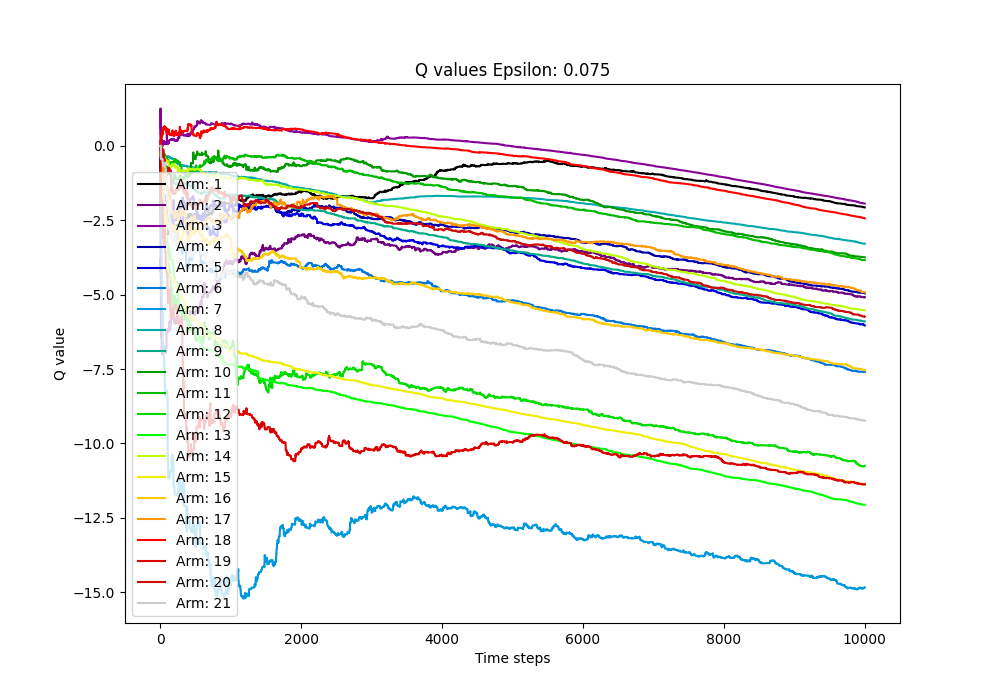 Q values Epsilon: 0.075
Q value
0.0
−2.5
−5.0
−7.5
−10.0
−12.5
−15.0
Arm: 1
Arm: 2
Arm: 3
Arm: 4
Arm: 5
Arm: 6
Arm: 7
Arm: 8
Arm: 9
Arm: 10
Arm: 11
Arm: 12
Arm: 13
Arm: 14
Arm: 15
Arm: 16
Arm: 17
Arm: 18
Arm: 19
Arm: 20
Arm: 21
0 2000 4000 6000 8000 10000
Time steps